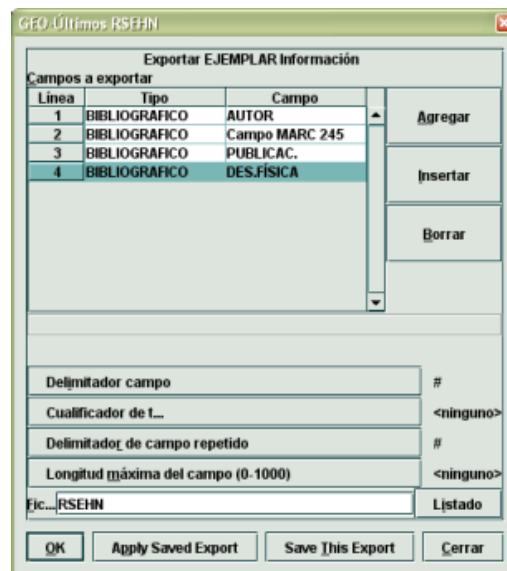 GEO-Últimos RSEHN
Exportar EJEMPLAR Información
Campos a exportar
Línea Tipo Campo
1 BIBLIOGRAFICO AUTOR
2 BIBLIOGRAFICO Campo MARC 245
3 BIBLIOGRAFICO PUBLICAC.
4 BIBLIOGRAFICO DES.FÍSICA
Agregar
Insertar
Borrar
Delimitador campo #
Cualificador de t... <ninguno>
Delimitador de campo repetido #
Longitud máxima del campo (0-1000) <ninguno>
Fic... RSEHN Listado
OK Apply Saved Export Save This Export Cerrar